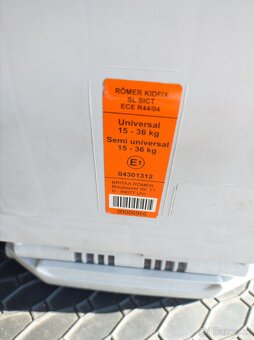 RÖMER KIDFIX
SL SICT
ECE R44/04
Universal
15 - 36 kg
Semi universal
15 - 36 kg
E1
04301312
BRITAX RÖMER